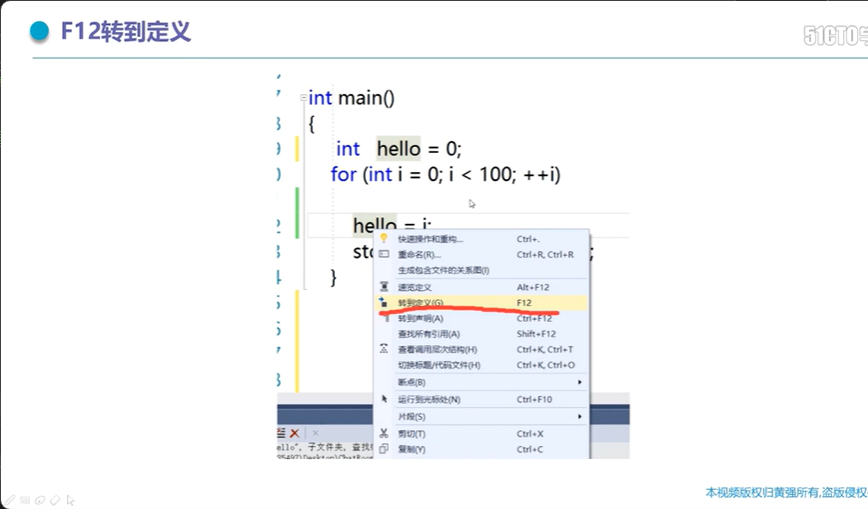 F12转到定义
51CTO学
int main()
{
int hello = 0;
for (int i = 0; i < 100; ++i)
hello = i;
快速操作和重构... Ctrl+.
重命名(R)... Ctrl+R, Ctrl+R
生成包含文件的关系图(I)
速览定义 Alt+F12
转到定义(G) F12
转到声明(A) Ctrl+F12
查找所有引用(A) Shift+F12
查看调用层次结构(H) Ctrl+K, Ctrl+T
切换标题/代码文件(H) Ctrl+K, Ctrl+O
断点(B)
运行到光标处(N) Ctrl+F10
片段(S)
剪切(T) Ctrl+X
复制(Y) Ctrl+C
}
ello", 子文件夹, 查找
本视频版权归黄强所有,盗版侵权